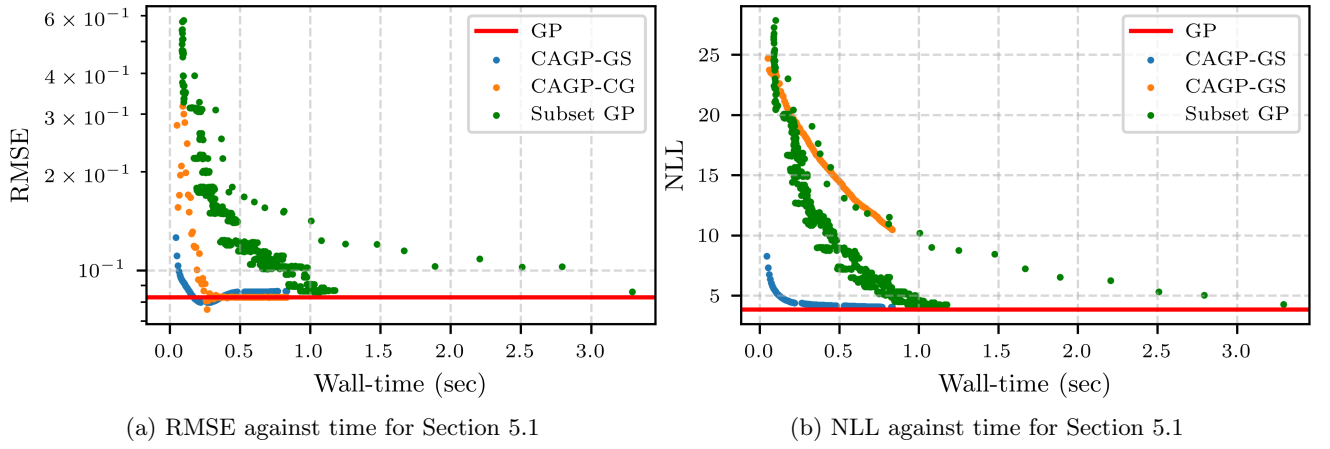 6 × 10⁻¹
4 × 10⁻¹
3 × 10⁻¹
2 × 10⁻¹
10⁻¹
RMSE
GP
CAGP-GS
CAGP-CG
Subset GP
0.0 0.5 1.0 1.5 2.0 2.5 3.0
Wall-time (sec)
(a) RMSE against time for Section 5.1
25
20
15
10
5
NLL
GP
CAGP-GS
CAGP-GS
Subset GP
0.0 0.5 1.0 1.5 2.0 2.5 3.0
Wall-time (sec)
(b) NLL against time for Section 5.1